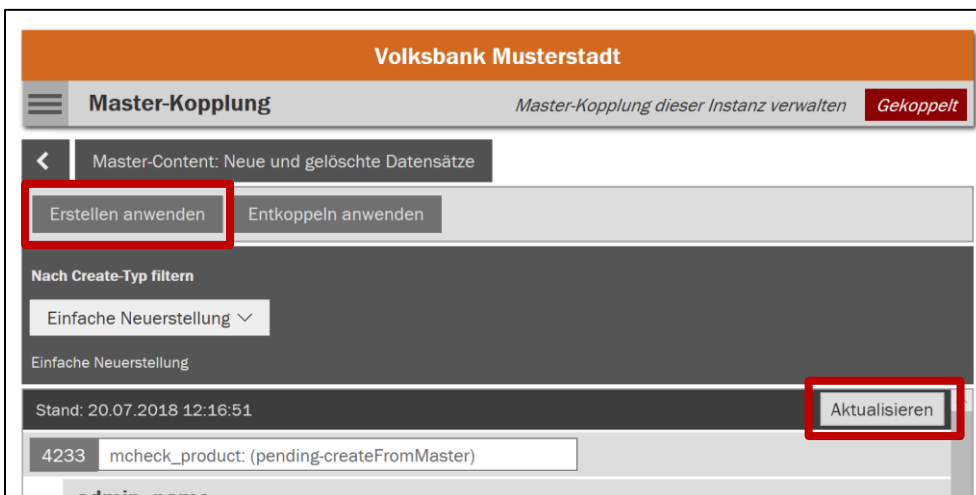 Volksbank Musterstadt
Master-Kopplung Master-Kopplung dieser Instanz verwalten Gekoppelt
Master-Content: Neue und gelöschte Datensätze
Erstellen anwenden Entkoppeln anwenden
Nach Create-Typ filtern
Einfache Neuerstellung
Einfache Neuerstellung
Stand: 20.07.2018 12:16:51 Aktualisieren
4233 mcheck_product: (pending-createFromMaster)
admin_name